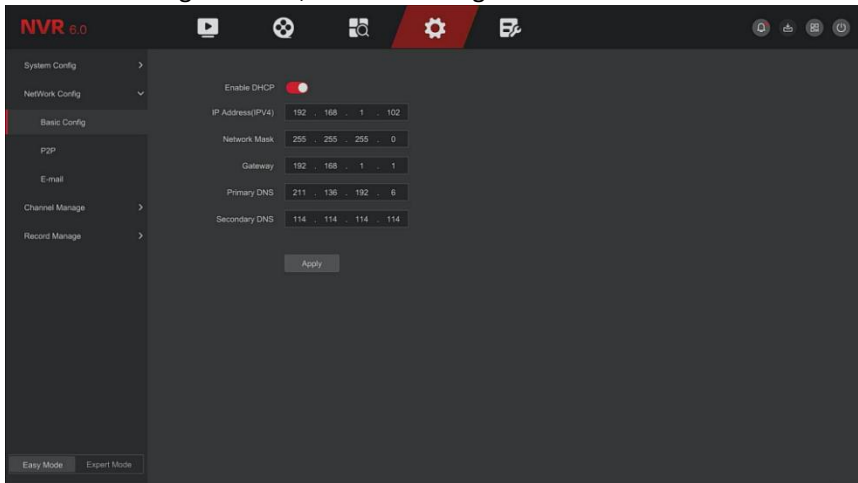 NVR 6.0
System Config
NetWork Config
Basic Config
P2P
E-mail
Channel Manage
Record Manage
Enable DHCP
IP Address(IPV4) 192 . 168 . 1 . 102
Network Mask 255 . 255 . 255 . 0
Gateway 192 . 168 . 1 . 1
Primary DNS 211 . 136 . 192 . 6
Secondary DNS 114 . 114 . 114 . 114
Apply
Easy Mode Expert Mode